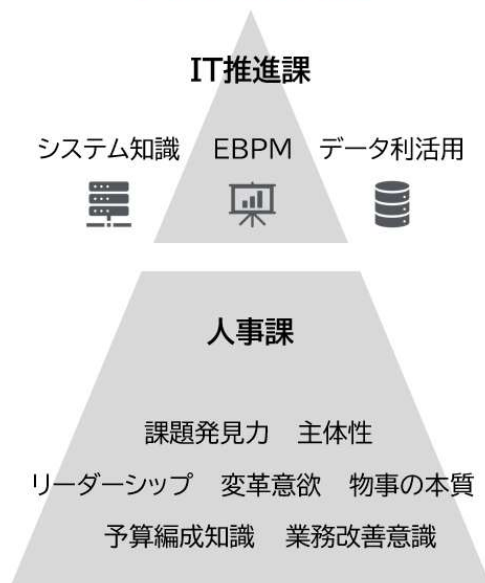 IT推進課
システム知識 EBPM データ利活用
人事課
課題発見力 主体性
リーダーシップ 変革意欲 物事の本質
予算編成知識 業務改善意識